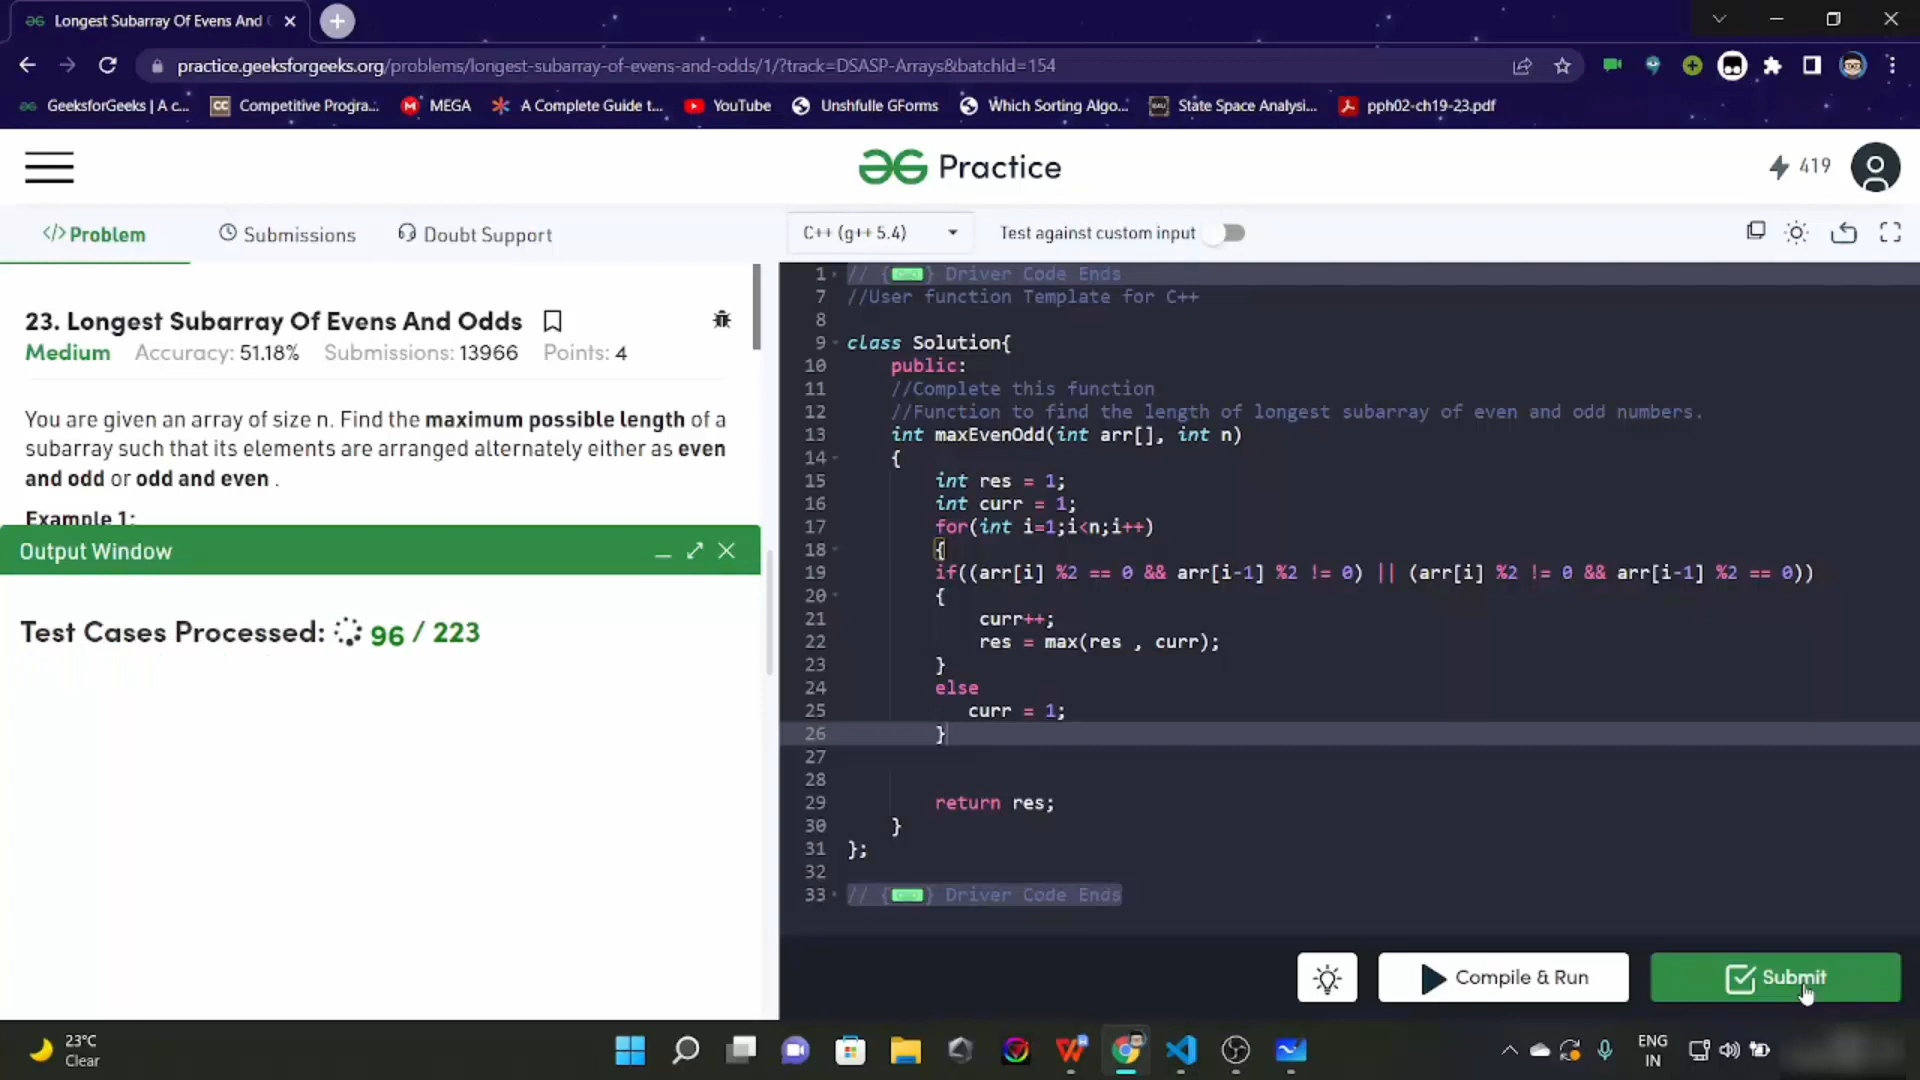 Longest Subarray Of Evens And
practice.geeksforgeeks.org/problems/longest-subarray-of-evens-and-odds/1/?track=DSASP-Arrays&batchId=154
GeeksforGeeks | A c... Competitive Progra... MEGA A Complete Guide t... YouTube Unshfulle GForms Which Sorting Algo... State Space Analysi... pph02-ch19-23.pdf
Practice
419
</> Problem Submissions Doubt Support
C++ (g++ 5.4) Test against custom input
23. Longest Subarray Of Evens And Odds
Medium Accuracy: 51.18% Submissions: 13966 Points: 4
You are given an array of size n. Find the maximum possible length of a
subarray such that its elements are arranged alternately either as even
and odd or odd and even .
Example 1:
Output Window
Test Cases Processed: 96 / 223
1 // { } Driver Code Ends
7 //User function Template for C++
8
9 class Solution{
10 public:
11 //Complete this function
12 //Function to find the length of longest subarray of even and odd numbers.
13 int maxEvenOdd(int arr[], int n)
14 {
15 int res = 1;
16 int curr = 1;
17 for(int i=1;i<n;i++)
18 {
19 if((arr[i] %2 == 0 && arr[i-1] %2 != 0) || (arr[i] %2 != 0 && arr[i-1] %2 == 0))
20 {
21 curr++;
22 res = max(res , curr);
23 }
24 else
25 curr = 1;
26 }
27
28
29 return res;
30 }
31 };
32
33 // { } Driver Code Ends
Compile & Run Submit
23°C
Clear
ENG
IN